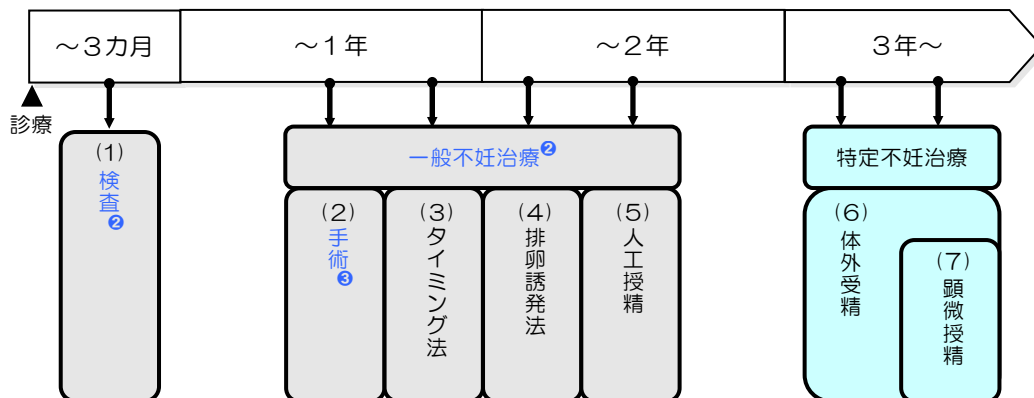 ～３カ月
～１年
～２年
３年～
診療
(１)
検査❷
一般不妊治療❷
(２)
手術❸
(３)
タイミング法
(４)
排卵誘発法
(５)
人工授精
特定不妊治療
(６)
体外受精
(７)
顕微授精